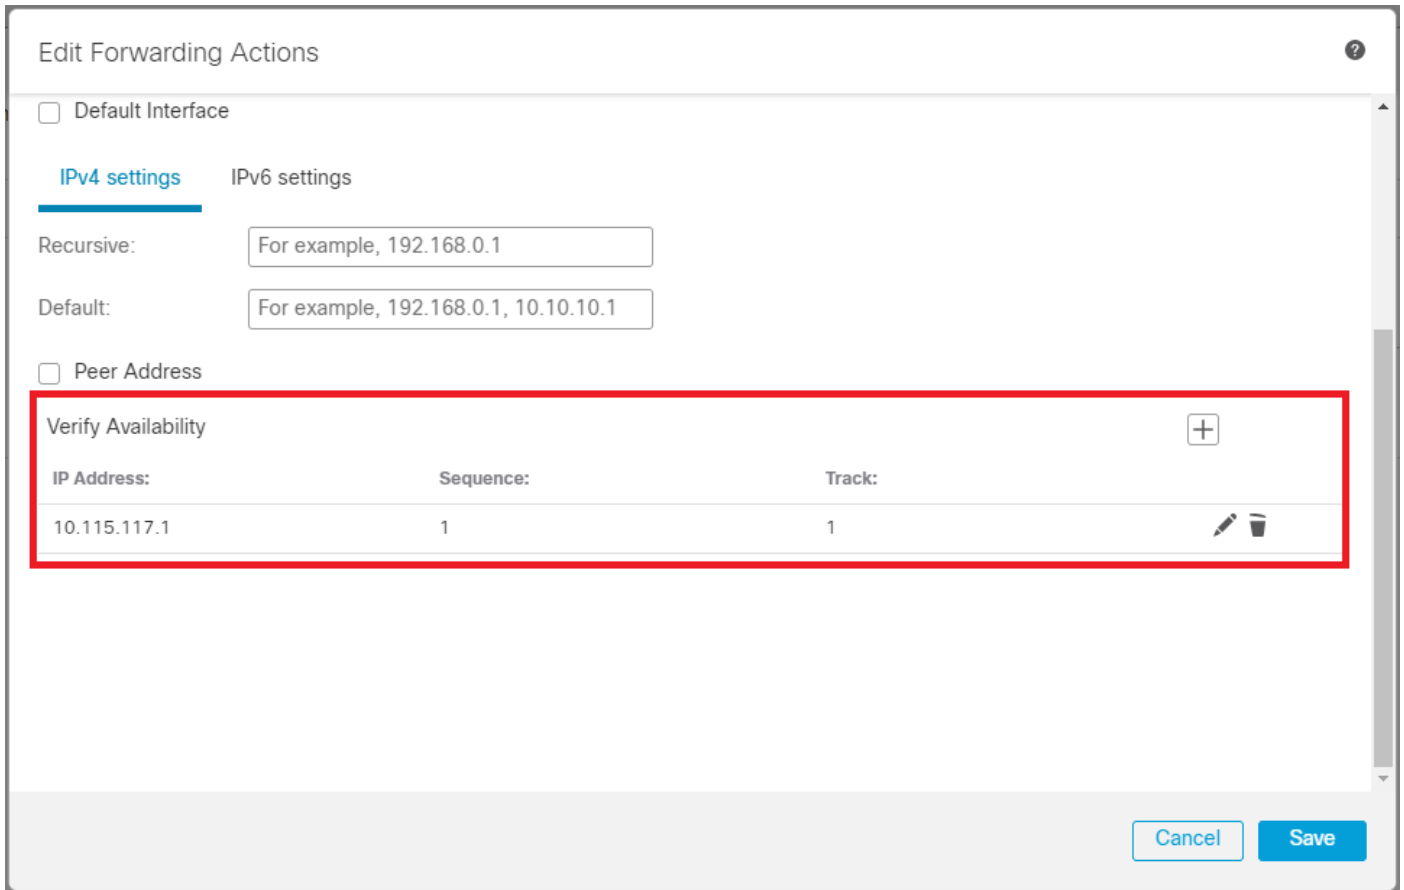 Edit Forwarding Actions
Default Interface
IPv4 settings IPv6 settings
Recursive: For example, 192.168.0.1
Default: For example, 192.168.0.1, 10.10.10.1
Peer Address
Verify Availability
IP Address: Sequence: Track:
10.115.117.1 1 1
Cancel Save